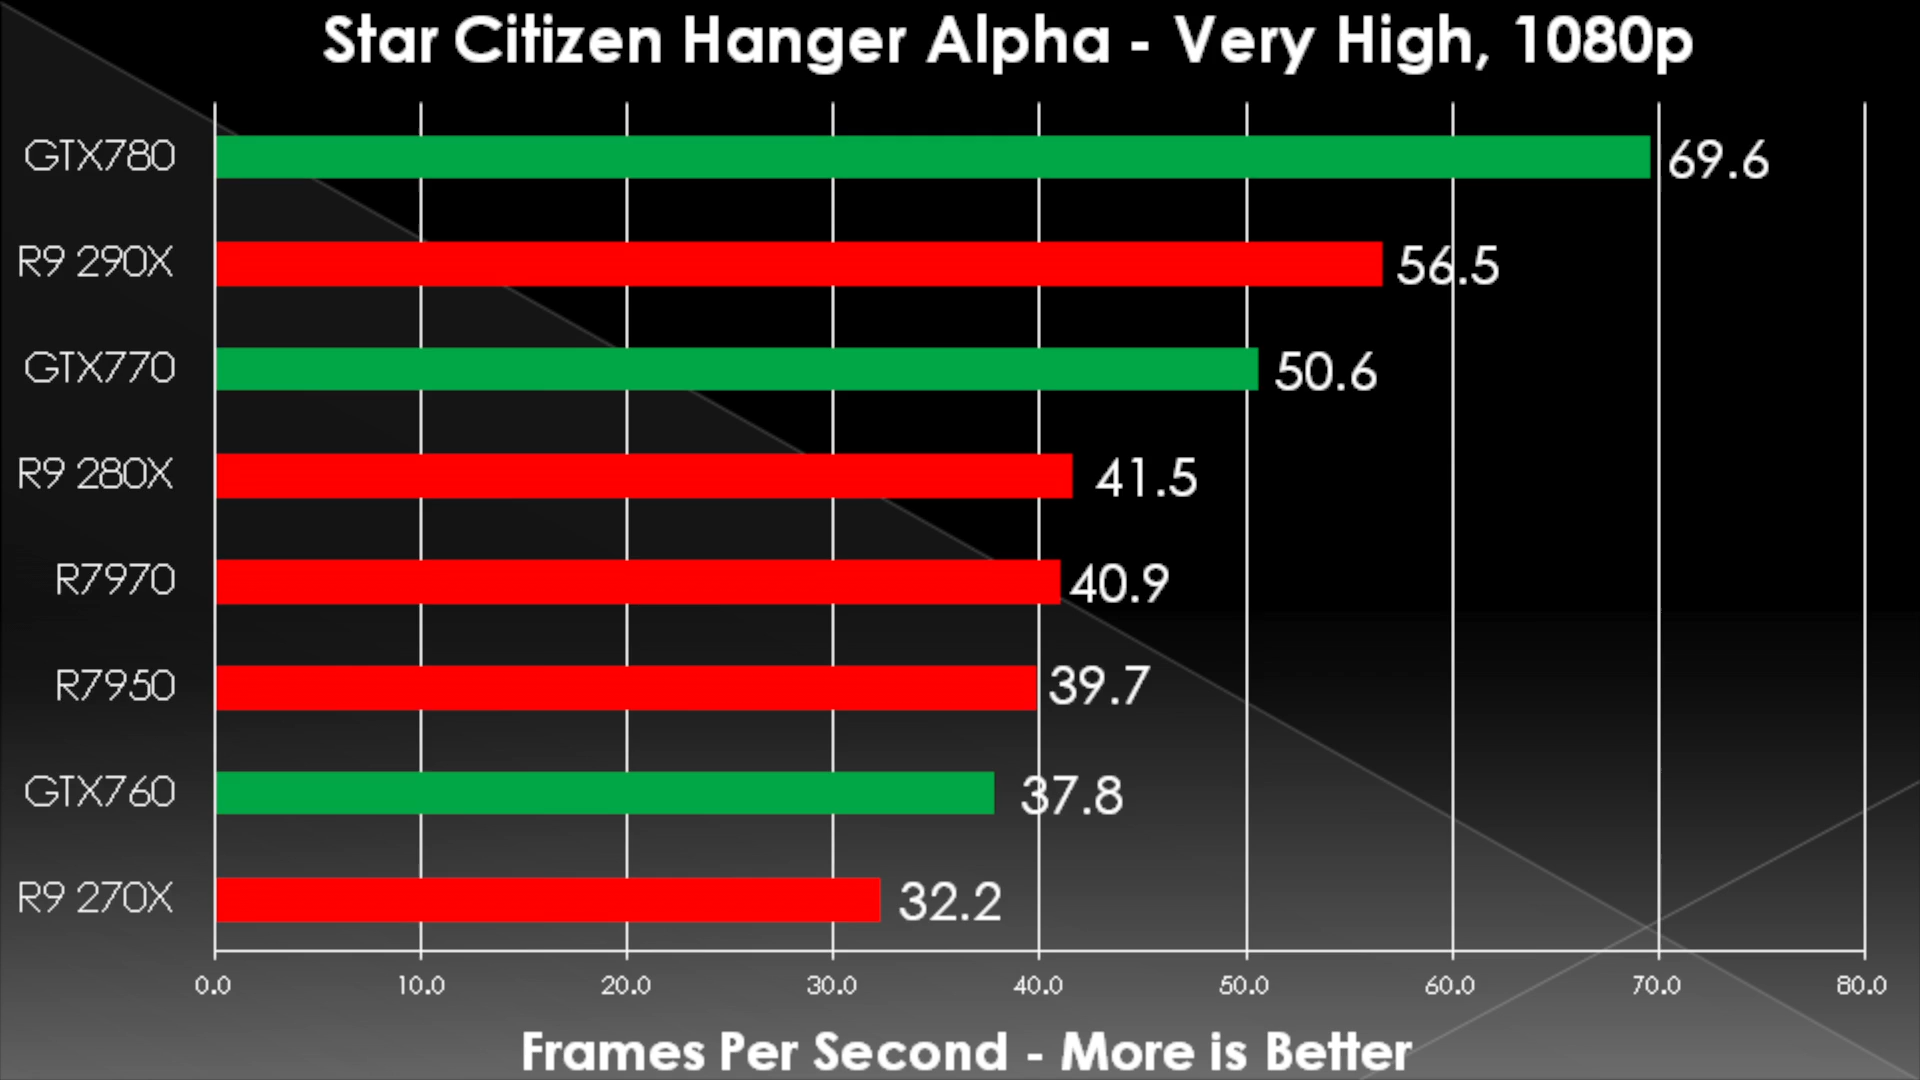 Star Citizen Hanger Alpha - Very High, 1080p
GTX780 69.6
R9 290X 56.5
GTX770 50.6
R9 280X 41.5
R7970 40.9
R7950 39.7
GTX760 37.8
R9 270X 32.2
0.0 10.0 20.0 30.0 40.0 50.0 60.0 70.0 80.0
Frames Per Second - More is Better